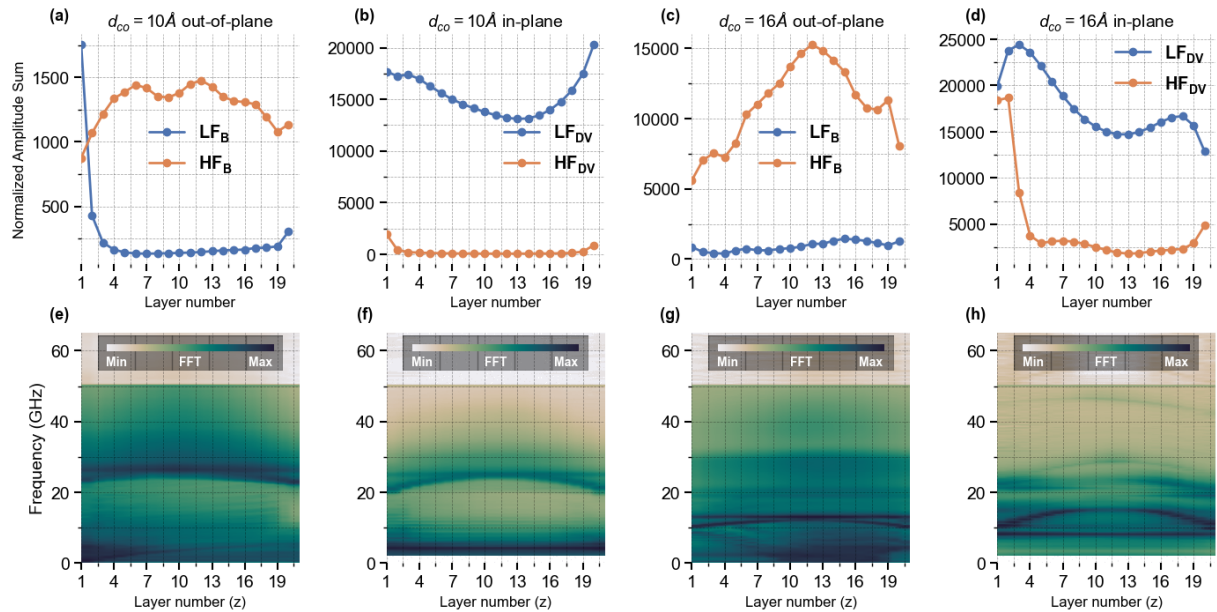 (a) d_co = 10Å out-of-plane
Normalized Amplitude Sum
1500
1000
500
LF_B
HF_B
1 4 7 10 13 16 19
Layer number
(b) d_co = 10Å in-plane
20000
17500
15000
12500
10000
7500
5000
2500
0
LF_DV
HF_DV
1 4 7 10 13 16 19
Layer number
(c) d_co = 16Å out-of-plane
15000
10000
5000
0
LF_B
HF_B
1 4 7 10 13 16 19
Layer number
(d) d_co = 16Å in-plane
25000
20000
15000
10000
5000
LF_DV
HF_DV
1 4 7 10 13 16 19
Layer number
(e)
Frequency (GHz)
60
40
20
0
Min FFT Max
1 4 7 10 13 16 19
Layer number (z)
(f)
60
40
20
0
Min FFT Max
1 4 7 10 13 16 19
Layer number (z)
(g)
60
40
20
0
Min FFT Max
1 4 7 10 13 16 19
Layer number (z)
(h)
60
40
20
0
Min FFT Max
1 4 7 10 13 16 19
Layer number (z)